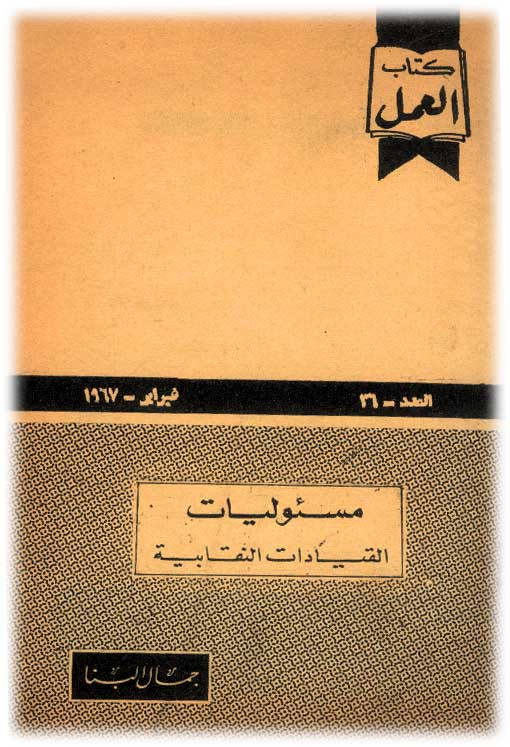 كتاب
العمل
العدد - ٣٦
فبراير - ١٩٦٧
مسئوليات
القيادات النقابية
جمال البنا